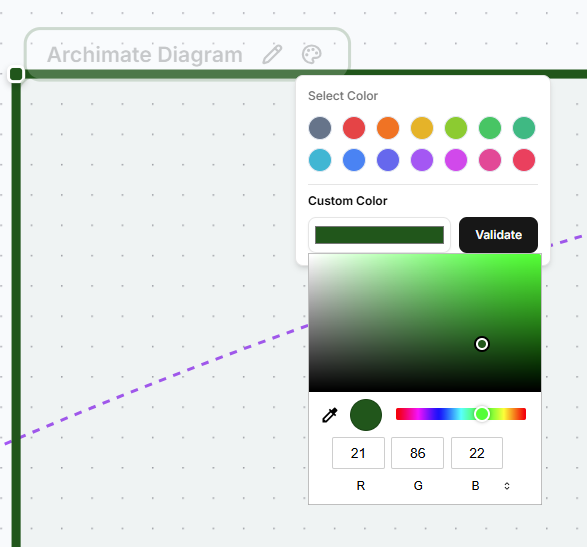 Archimate Diagram
Select Color
Custom Color
Validate
21 86 22
R G B